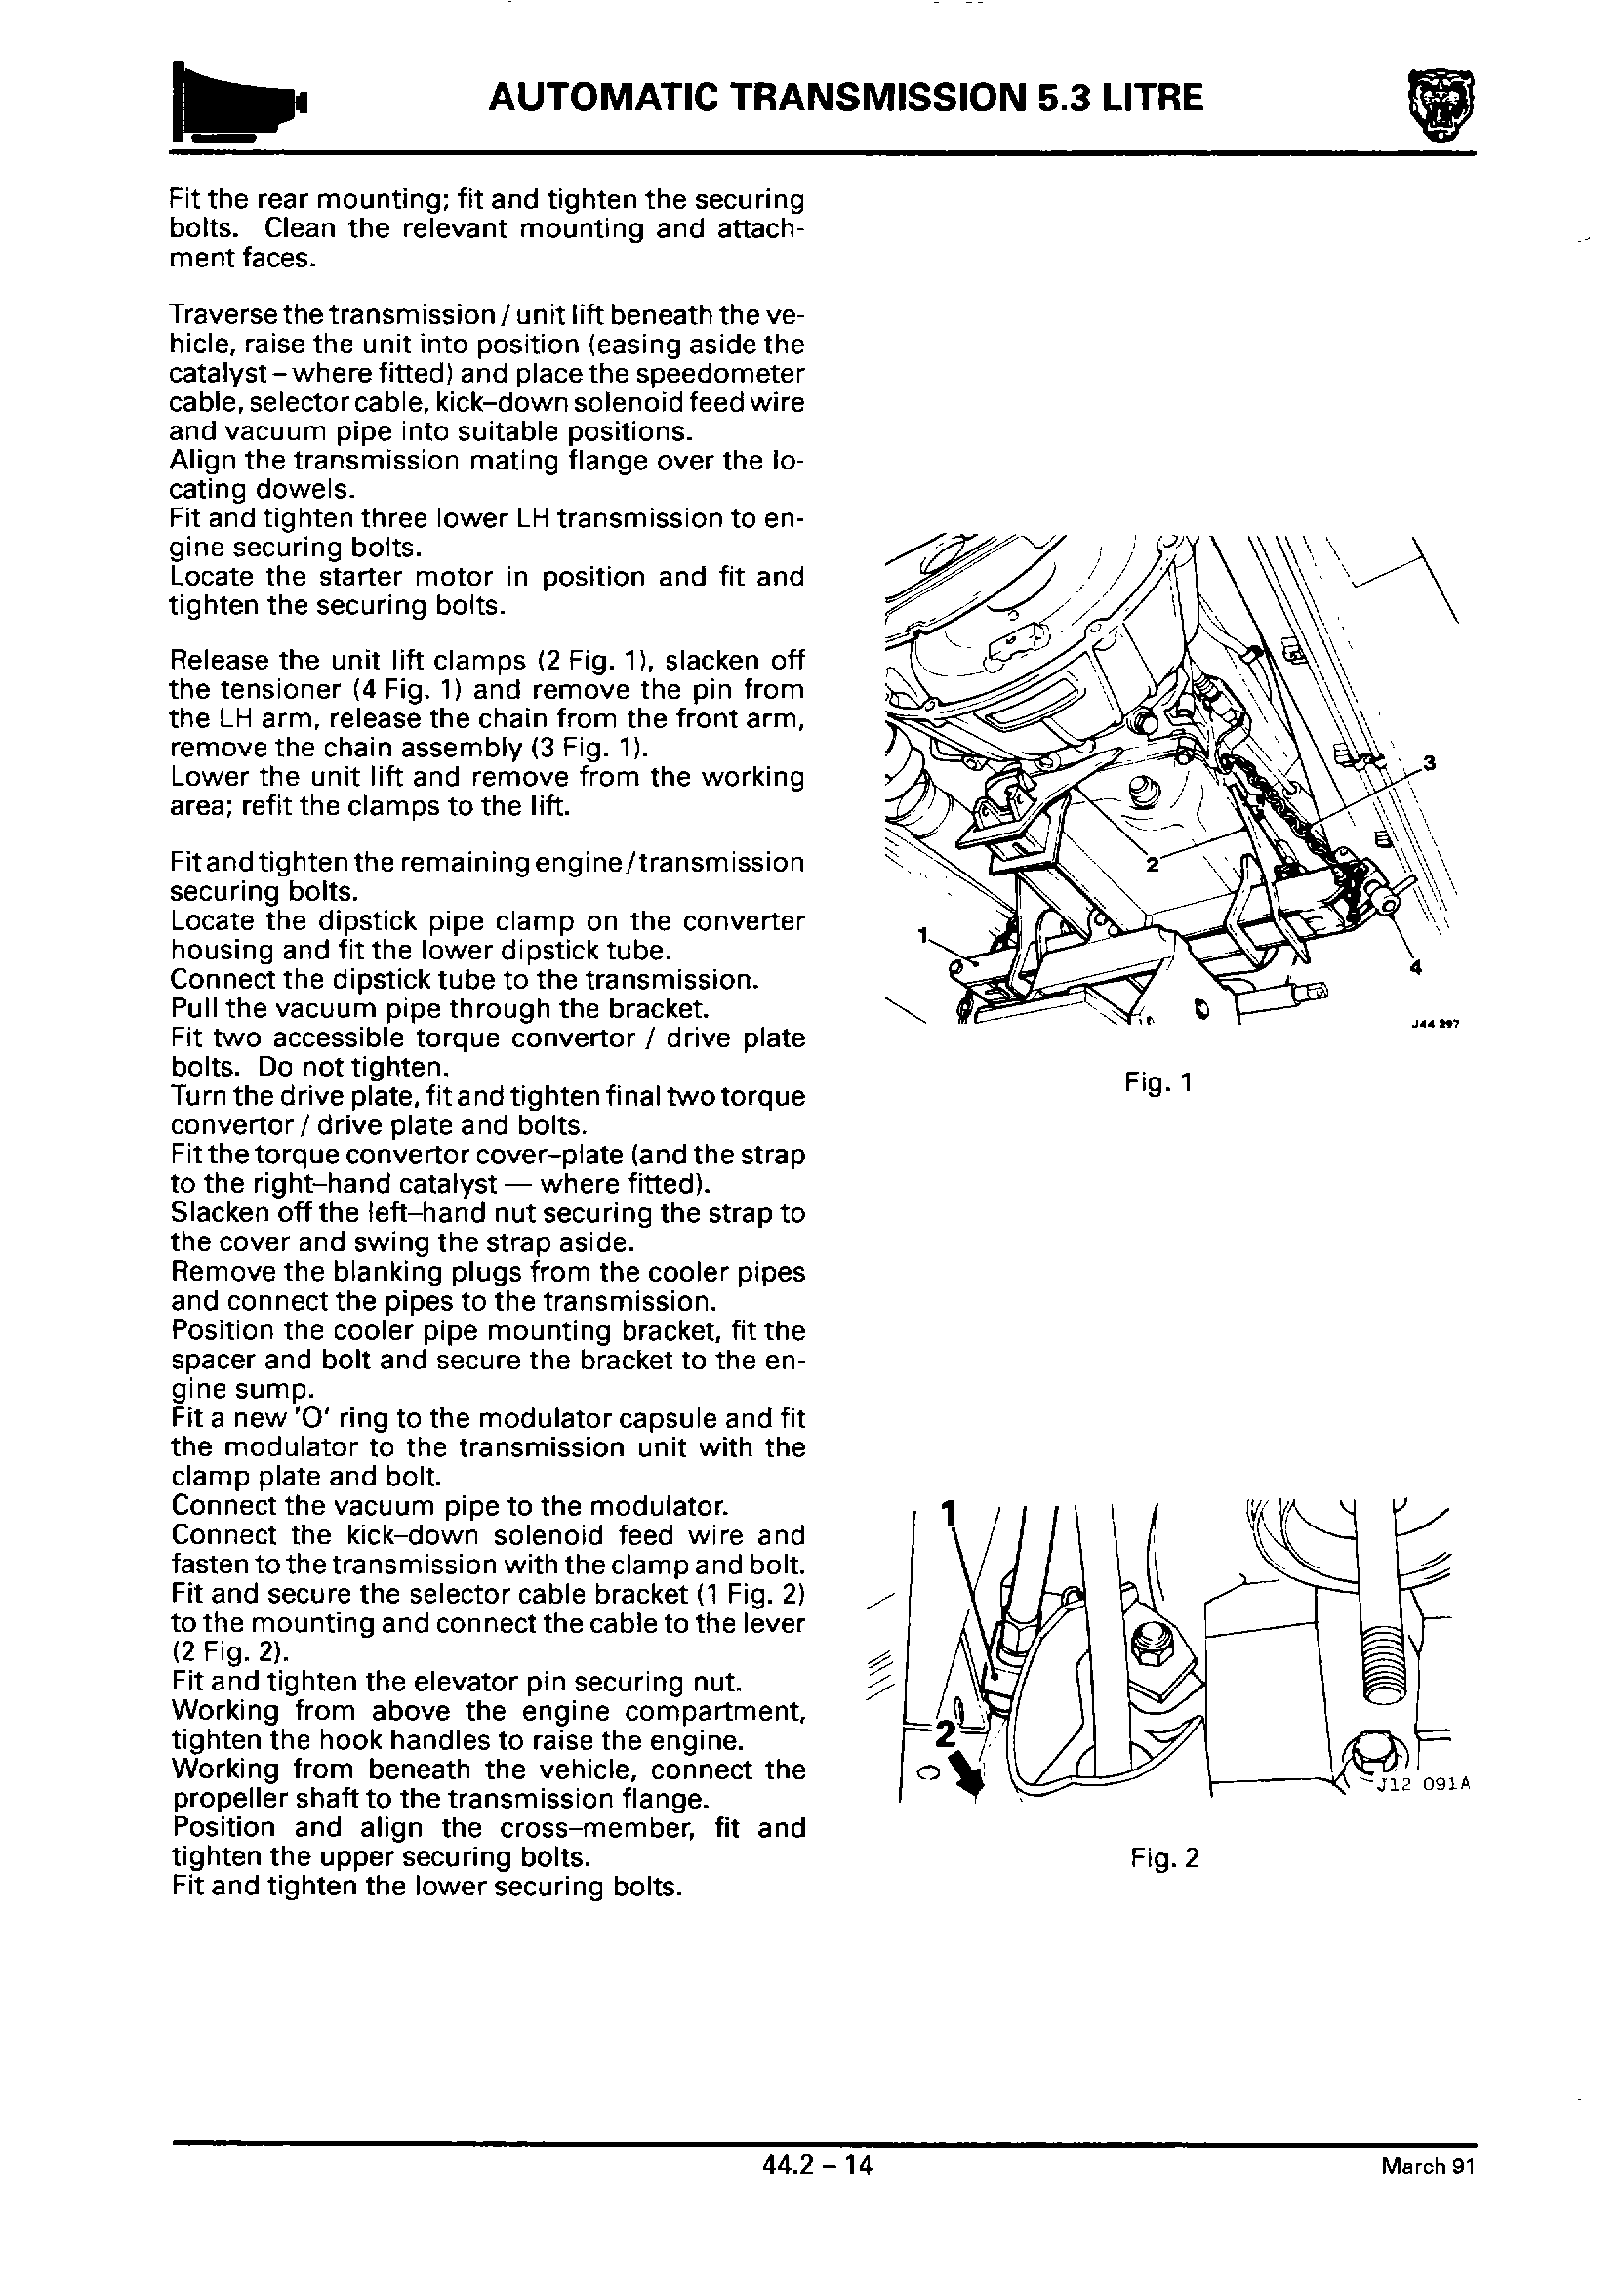 AUTOMATIC TRANSMISSION 5.3 LITRE
Fit the rear mounting; fit and tighten the securing
bolts. Clean the relevant mounting and attach-
ment faces.
Traverse the transmission / unit lift beneath the ve-
hicle, raise the unit into position (easing aside the
catalyst – where fitted) and place the speedometer
cable, selector cable, kick–down solenoid feed wire
and vacuum pipe into suitable positions.
Align the transmission mating flange over the lo-
cating dowels.
Fit and tighten three lower LH transmission to en-
gine securing bolts.
Locate the starter motor in position and fit and
tighten the securing bolts.
Release the unit lift clamps (2 Fig. 1), slacken off
the tensioner (4 Fig. 1) and remove the pin from
the LH arm, release the chain from the front arm,
remove the chain assembly (3 Fig. 1).
Lower the unit lift and remove from the working
area; refit the clamps to the lift.
Fit and tighten the remaining engine/transmission
securing bolts.
Locate the dipstick pipe clamp on the converter
housing and fit the lower dipstick tube.
Connect the dipstick tube to the transmission.
Pull the vacuum pipe through the bracket.
Fit two accessible torque convertor / drive plate
bolts. Do not tighten.
Turn the drive plate, fit and tighten final two torque
convertor / drive plate and bolts.
Fit the torque convertor cover–plate (and the strap
to the right–hand catalyst — where fitted).
Slacken off the left–hand nut securing the strap to
the cover and swing the strap aside.
Remove the blanking plugs from the cooler pipes
and connect the pipes to the transmission.
Position the cooler pipe mounting bracket, fit the
spacer and bolt and secure the bracket to the en-
gine sump.
Fit a new 'O' ring to the modulator capsule and fit
the modulator to the transmission unit with the
clamp plate and bolt.
Connect the vacuum pipe to the modulator.
Connect the kick–down solenoid feed wire and
fasten to the transmission with the clamp and bolt.
Fit and secure the selector cable bracket (1 Fig. 2)
to the mounting and connect the cable to the lever
(2 Fig. 2).
Fit and tighten the elevator pin securing nut.
Working from above the engine compartment,
tighten the hook handles to raise the engine.
Working from beneath the vehicle, connect the
propeller shaft to the transmission flange.
Position and align the cross–member, fit and
tighten the upper securing bolts.
Fit and tighten the lower securing bolts.
3
2
1
4
J44 297
Fig. 1
1
2
J12 091A
Fig. 2
44.2 – 14
March 91